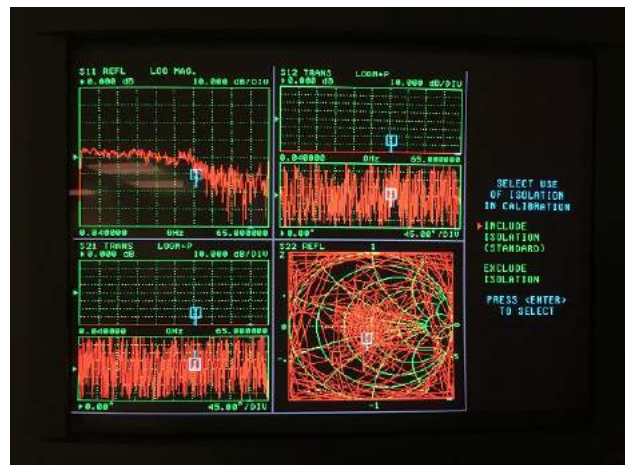 S11 REFL LOG MAG.
▶0.000 dB 10.000 dB/DIV
0.040000 GHz 65.000000
S12 TRANS LOGM+P
▶0.000 dB 10.000 dB/DIV
0.040000 GHz 65.000000
▶0.00° 45.00°/DIV
S21 TRANS LOGM+P
▶0.000 dB 10.000 dB/DIV
0.040000 GHz 65.000000
▶0.00° 45.00°/DIV
S22 REFL 1
2
-1
SELECT USE
OF ISOLATION
IN CALIBRATION
▶INCLUDE
ISOLATION
(STANDARD)
EXCLUDE
ISOLATION
PRESS <ENTER>
TO SELECT